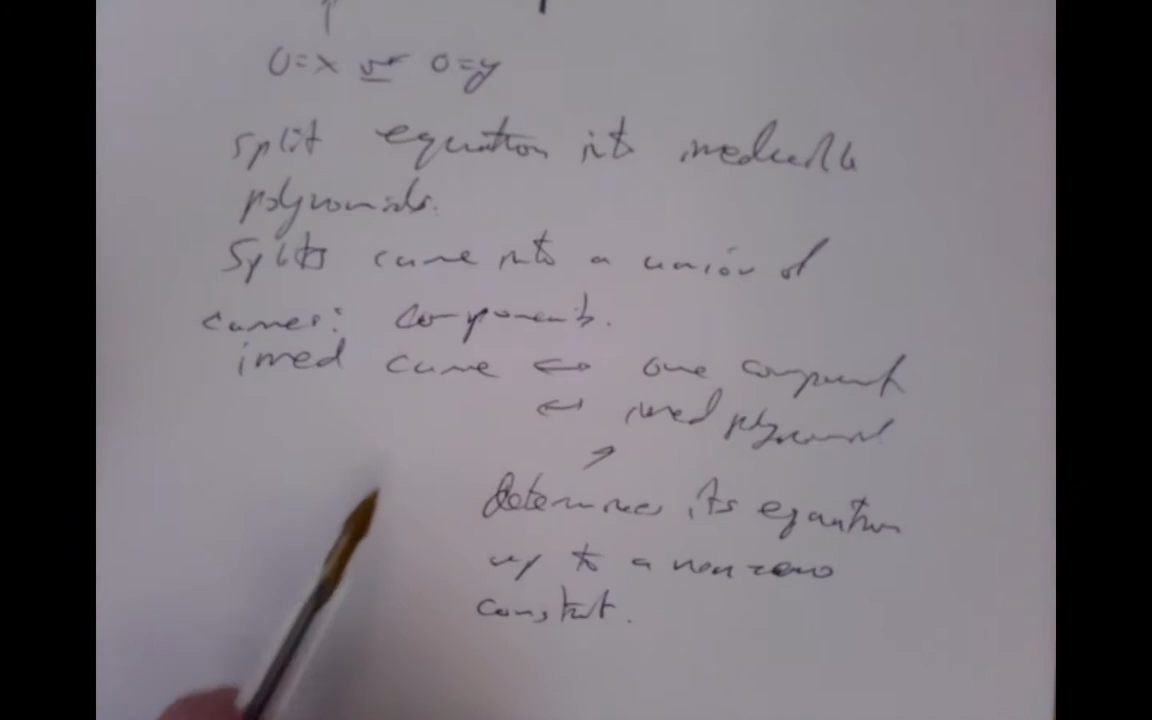 0=x or 0=y
split equation into irreducible
polynomials.
Splits curve into a union of
curves: components.
irred curve ↔ one component
↔ irred polynomial
↗
determines its equation
up to a nonzero
constant.